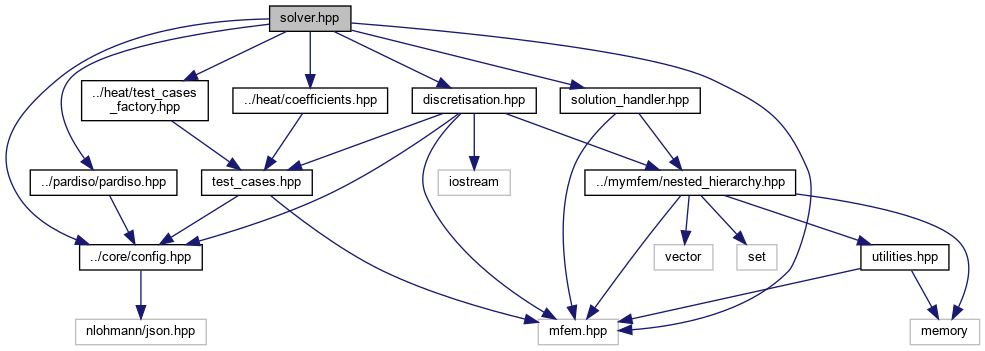 solver.hpp
../heat/test_cases
_factory.hpp
../heat/coefficients.hpp
discretisation.hpp
solution_handler.hpp
../pardiso/pardiso.hpp
test_cases.hpp
iostream
../mymfem/nested_hierarchy.hpp
../core/config.hpp
vector
set
utilities.hpp
nlohmann/json.hpp
mfem.hpp
memory